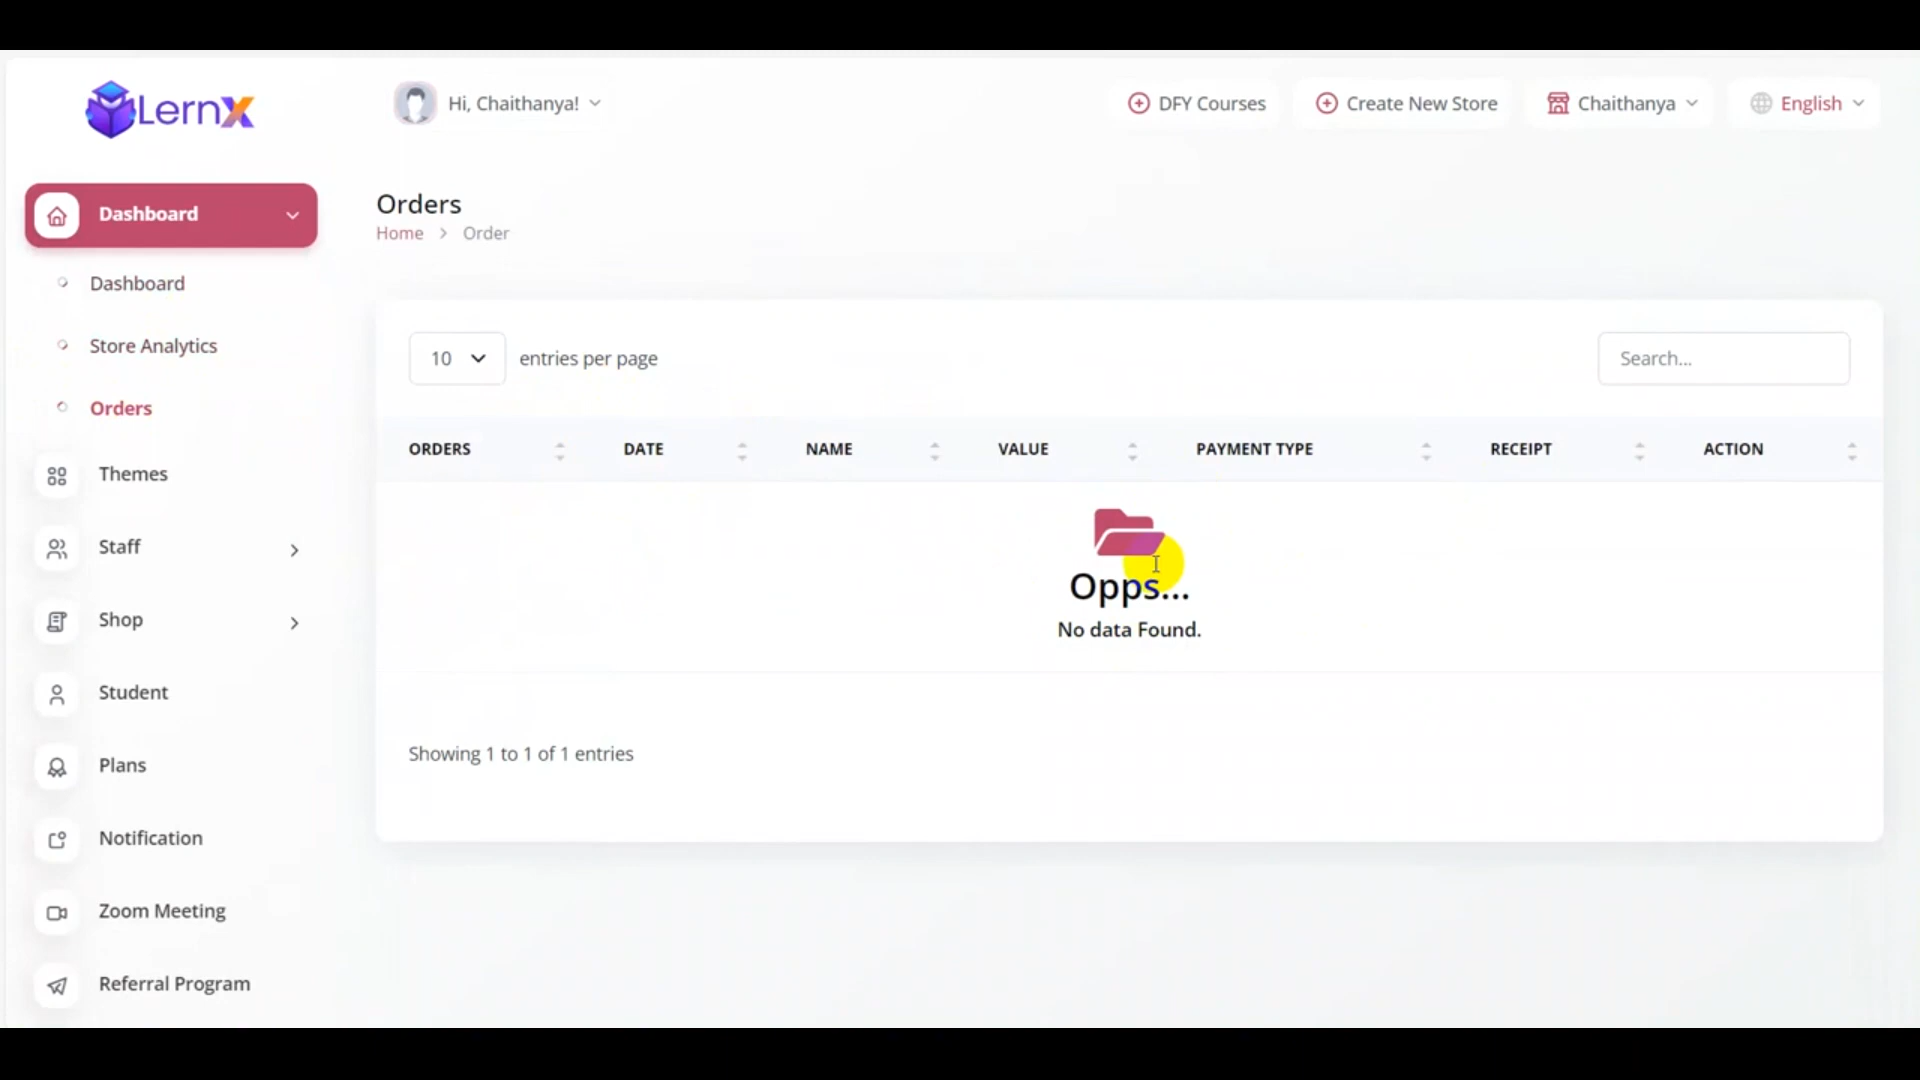 LernX
Hi, Chaithanya!
DFY Courses
Create New Store
Chaithanya
English
Dashboard
Dashboard
Store Analytics
Orders
Themes
Staff
Shop
Student
Plans
Notification
Zoom Meeting
Referral Program
Orders
Home > Order
10 entries per page
Search...
ORDERS DATE NAME VALUE PAYMENT TYPE RECEIPT ACTION
Opps...
No data Found.
Showing 1 to 1 of 1 entries